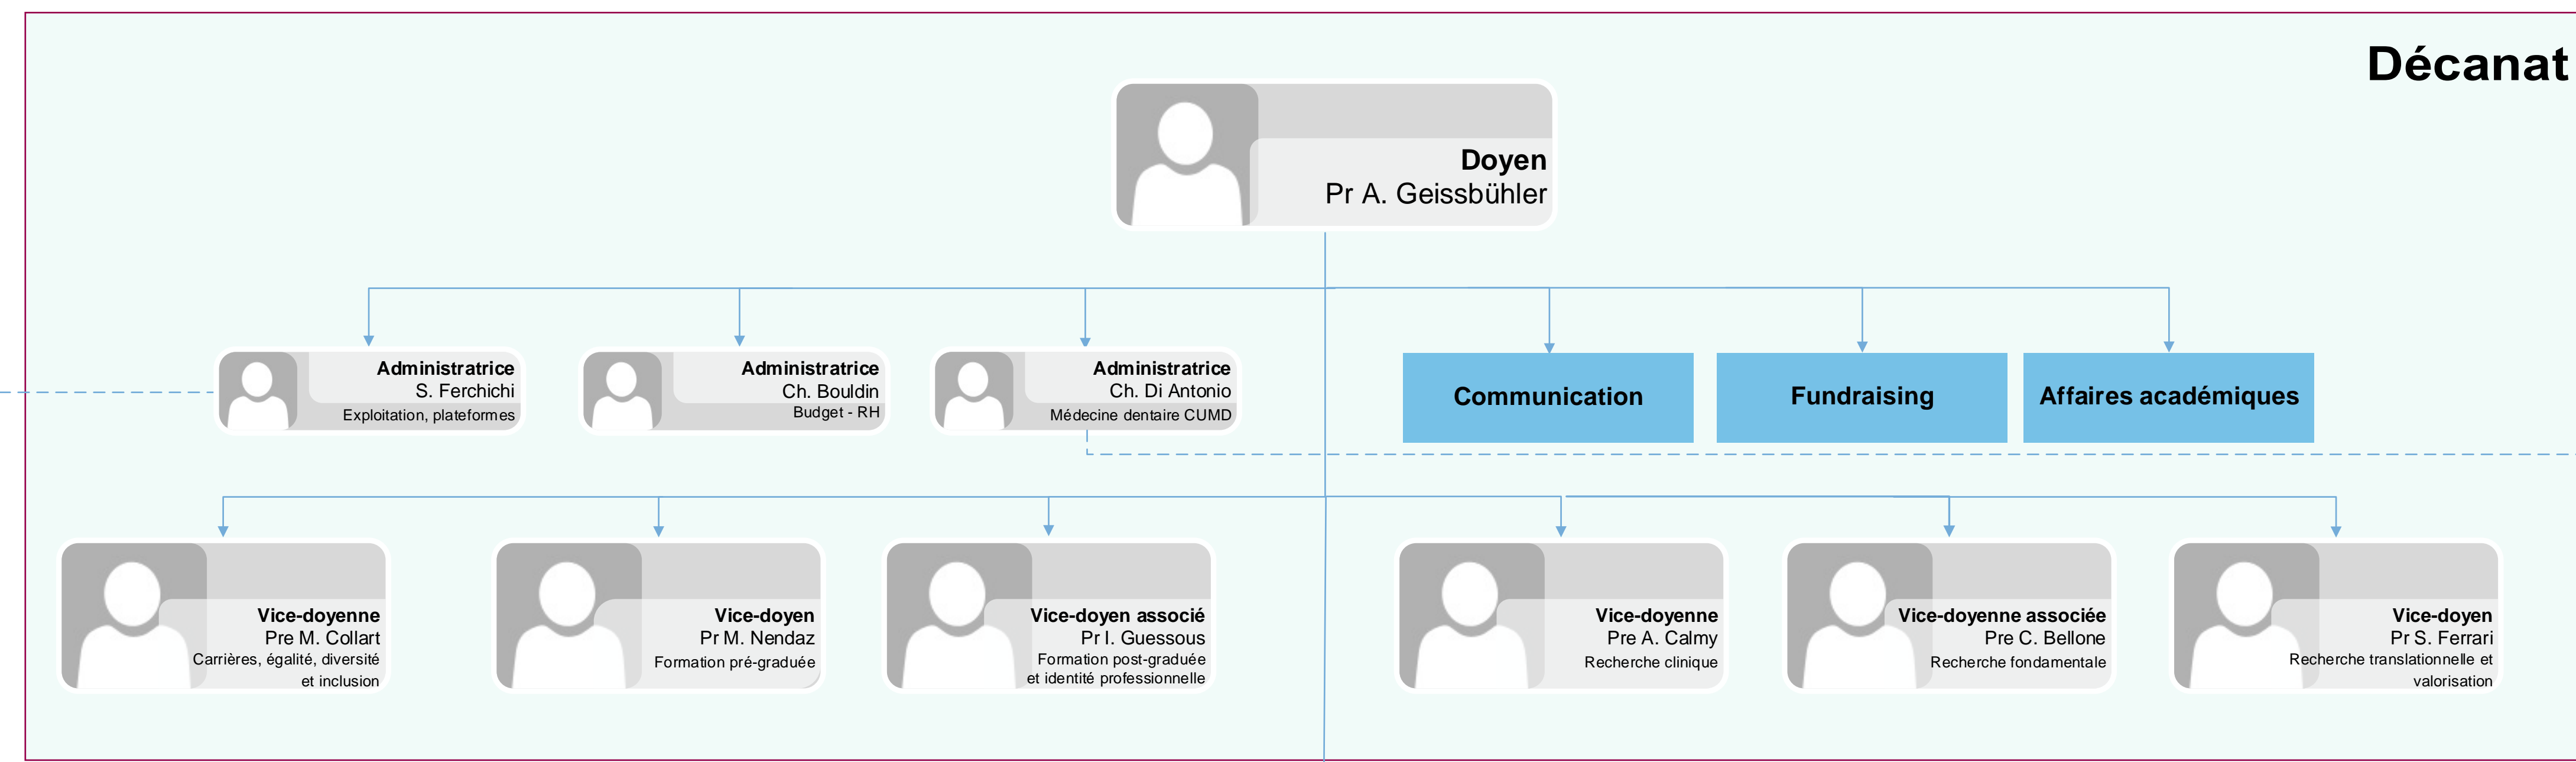 Décanat
Doyen
Pr A. Geissbühler
Administratrice
S. Ferchichi
Exploitation, plateformes
Administratrice
Ch. Bouldin
Budget - RH
Administratrice
Ch. Di Antonio
Médecine dentaire CUMD
Communication
Fundraising
Affaires académiques
Vice-doyenne
Pre M. Collart
Carrières, égalité, diversité
et inclusion
Vice-doyen
Pr M. Nendaz
Formation pré-graduée
Vice-doyen associé
Pr I. Guessous
Formation post-graduée
et identité professionnelle
Vice-doyenne
Pre A. Calmy
Recherche clinique
Vice-doyenne associée
Pre C. Bellone
Recherche fondamentale
Vice-doyen
Pr S. Ferrari
Recherche translationnelle et
valorisation